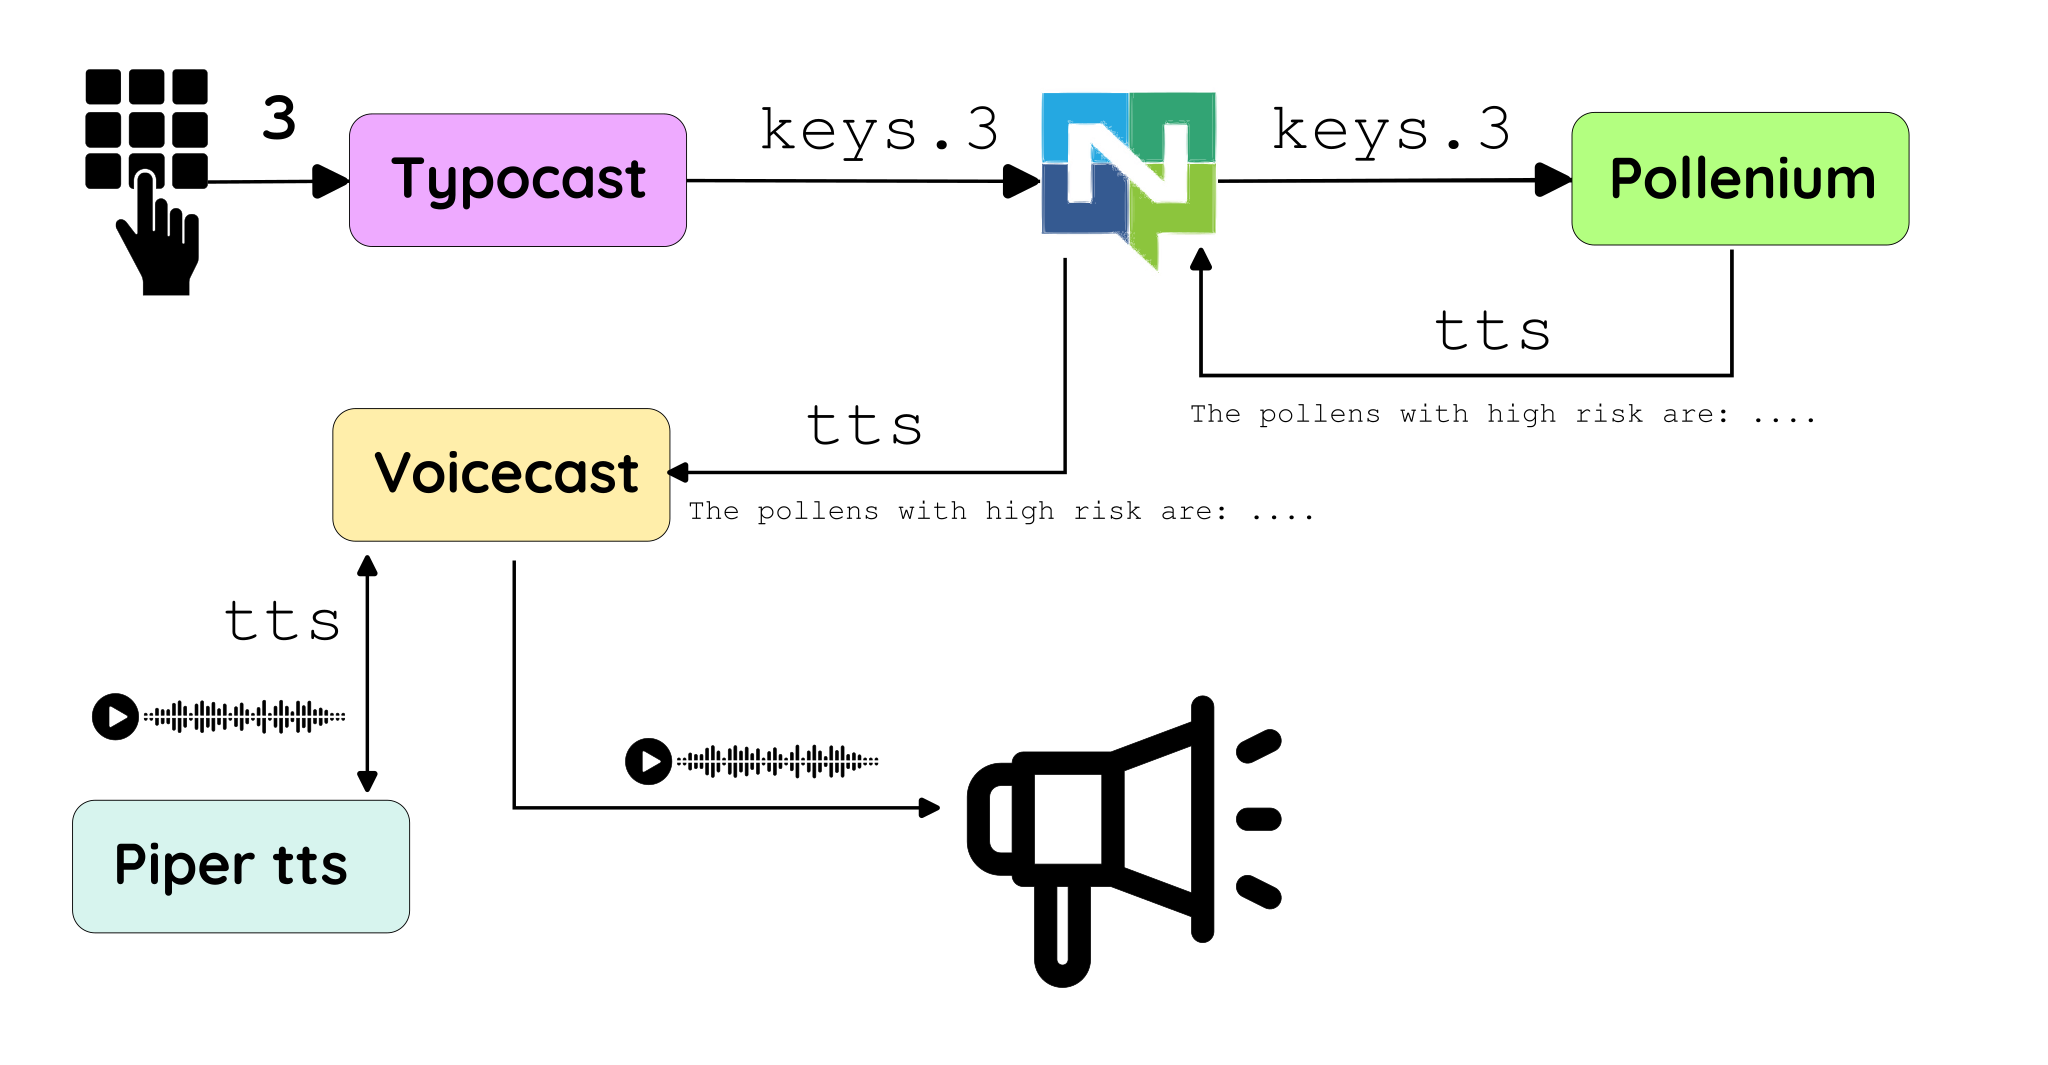 3
keys.3
keys.3
Typocast
N
Pollenium
tts
tts
The pollens with high risk are: ....
Voicecast
The pollens with high risk are: ....
tts
Piper tts